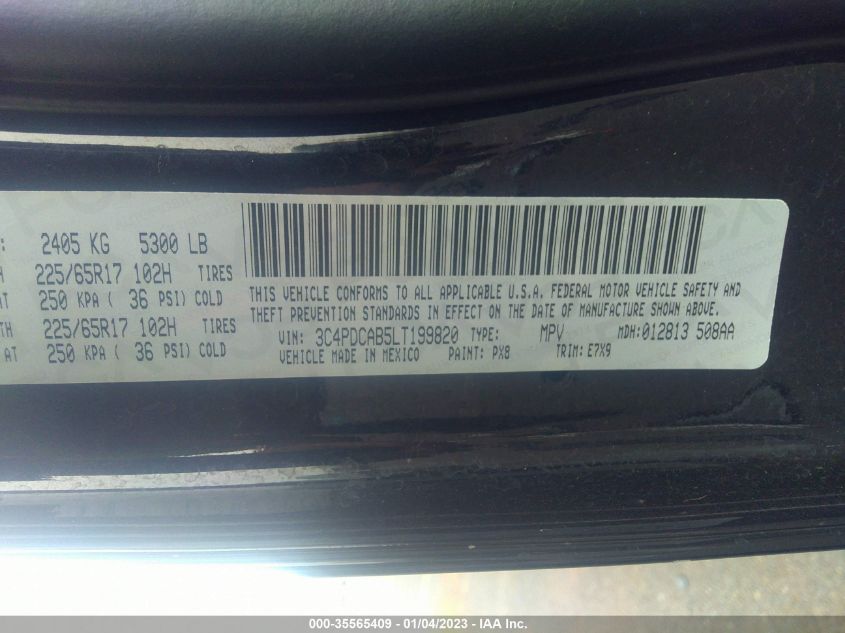 : 2405 KG 5300 LB
H 225/65R17 102H TIRES
AT 250 KPA ( 36 PSI) COLD
TH 225/65R17 102H TIRES
AT 250 KPA ( 36 PSI) COLD
THIS VEHICLE CONFORMS TO ALL APPLICABLE U.S.A. FEDERAL MOTOR VEHICLE SAFETY AND
THEFT PREVENTION STANDARDS IN EFFECT ON THE DATE OF MANUFACTURE SHOWN ABOVE.
VIN: 3C4PDCAB5LT199820 TYPE: MPV MDH: 012813 508AA
VEHICLE MADE IN MEXICO PAINT: PX8 TRIM: E7X9
000-35565409 - 01/04/2023 - IAA Inc.